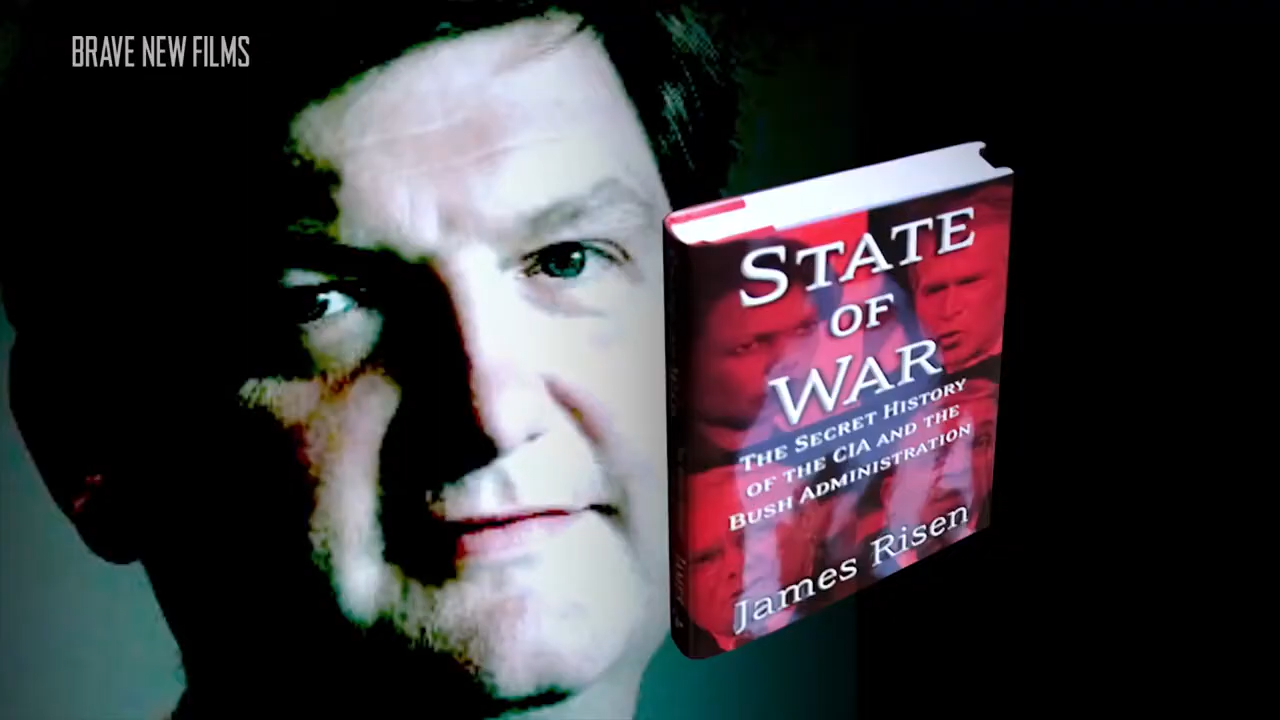 BRAVE NEW FILMS
STATE
OF
WAR
THE SECRET HISTORY
OF THE CIA AND THE
BUSH ADMINISTRATION
James Risen